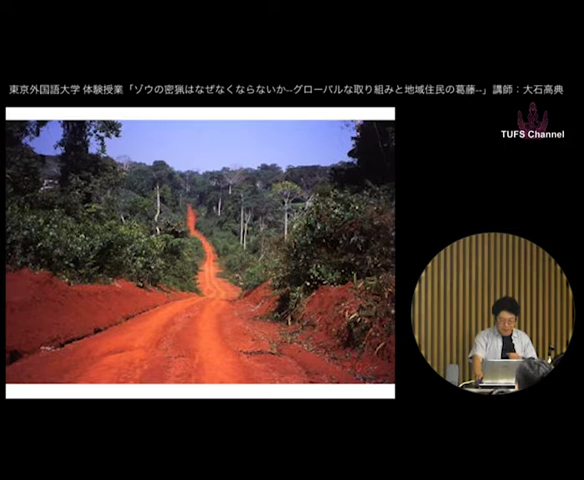 東京外国語大学 体験授業「ゾウの密猟はなぜなくならないか--グローバルな取り組みと地域住民の葛藤--」講師：大石高典
TUFS Channel